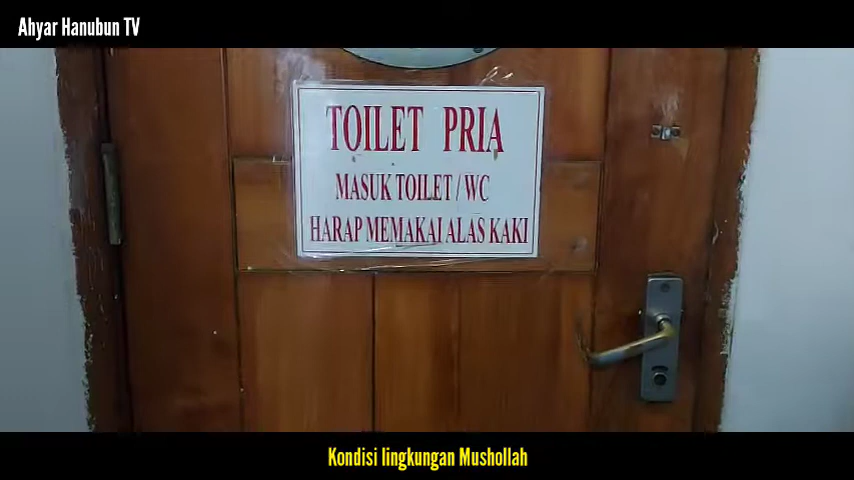 Ahyar Hanubun TV
TOILET PRIA
MASUK TOILET / WC
HARAP MEMAKAI ALAS KAKI
Kondisi lingkungan Mushollah